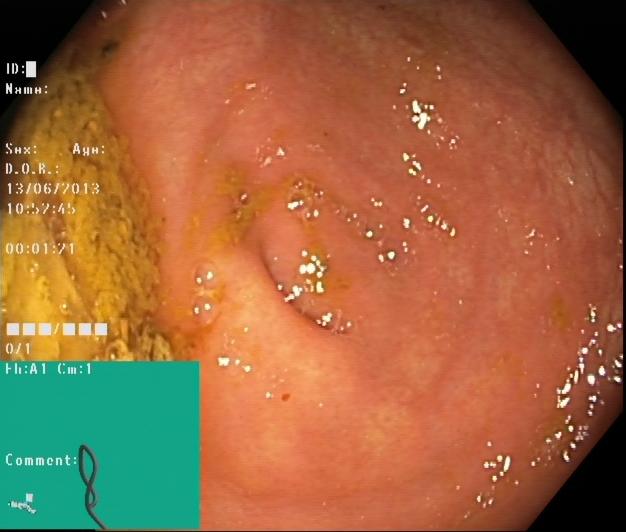 ID:
Name:
Sex: Age:
D.O.B.:
13/06/2013
10:52:45
00:01:21
0/1
Eh:A1 Cm:1
Comment: